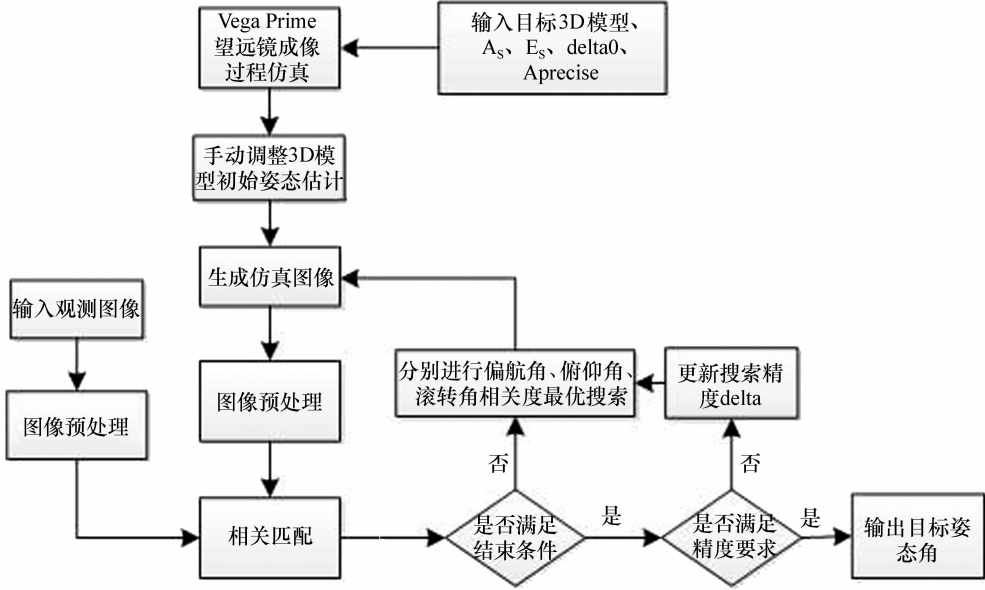 Vega Prime
望远镜成像
过程仿真
输入目标3D模型、
AS、ES、delta0、
Aprecise
手动调整3D模
型初始姿态估计
生成仿真图像
输入观测图像
图像预处理
图像预处理
分别进行偏航角、俯仰角、
滚转角相关度最优搜索
更新搜索精
度delta
否
否
相关匹配
是否满足
结束条件
是
是否满足
精度要求
是
输出目标姿
态角